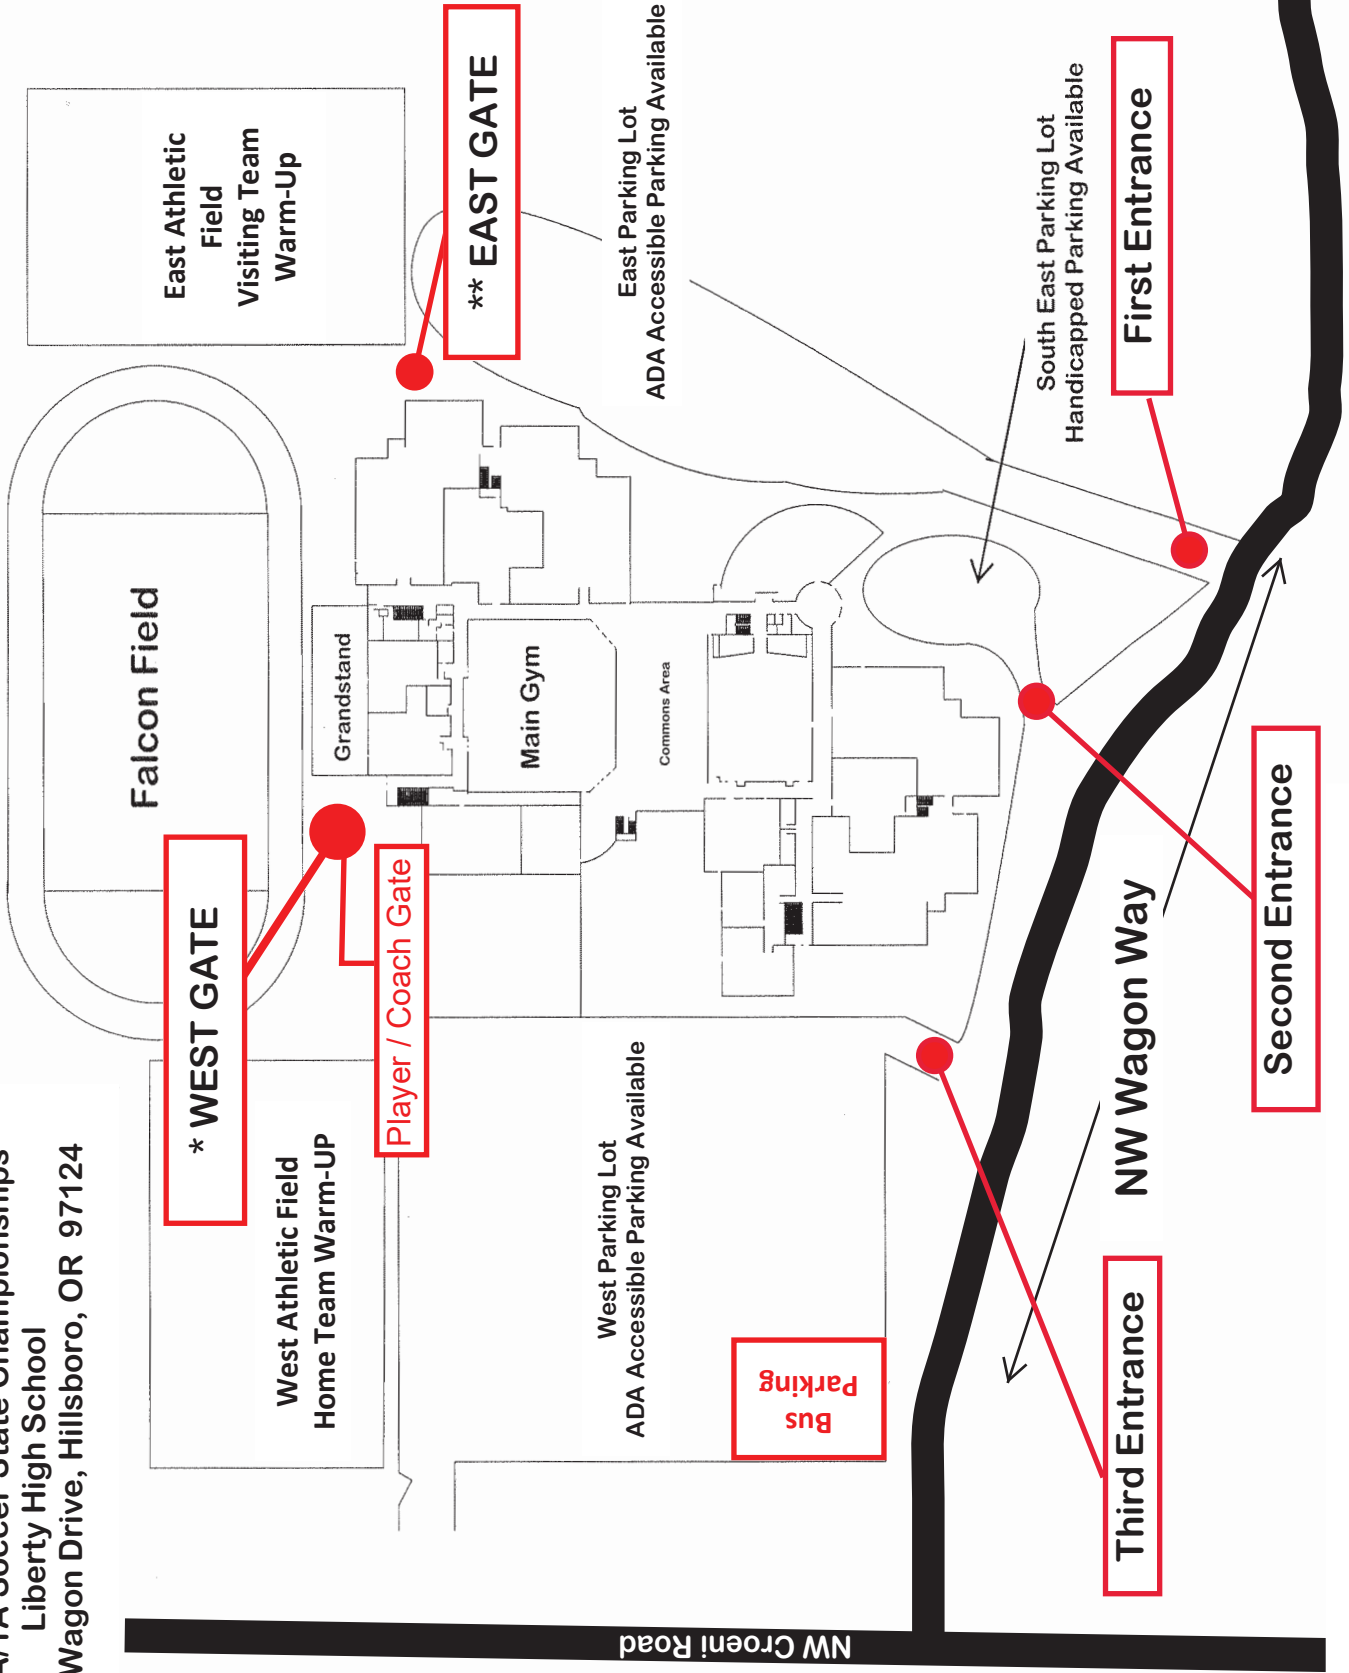 Soccer State Championships
Liberty High School
Wagon Drive, Hillsboro, OR 97124
East Athletic
Field
Visiting Team
Warm-Up
** EAST GATE
East Parking Lot
ADA Accessible Parking Available
South East Parking Lot
Handicapped Parking Available
First Entrance
Falcon Field
Grandstand
Main Gym
Commons Area
* WEST GATE
Player / Coach Gate
West Athletic Field
Home Team Warm-UP
West Parking Lot
ADA Accessible Parking Available
Bus
Parking
NW Wagon Way
Second Entrance
Third Entrance
NW Croeni Road